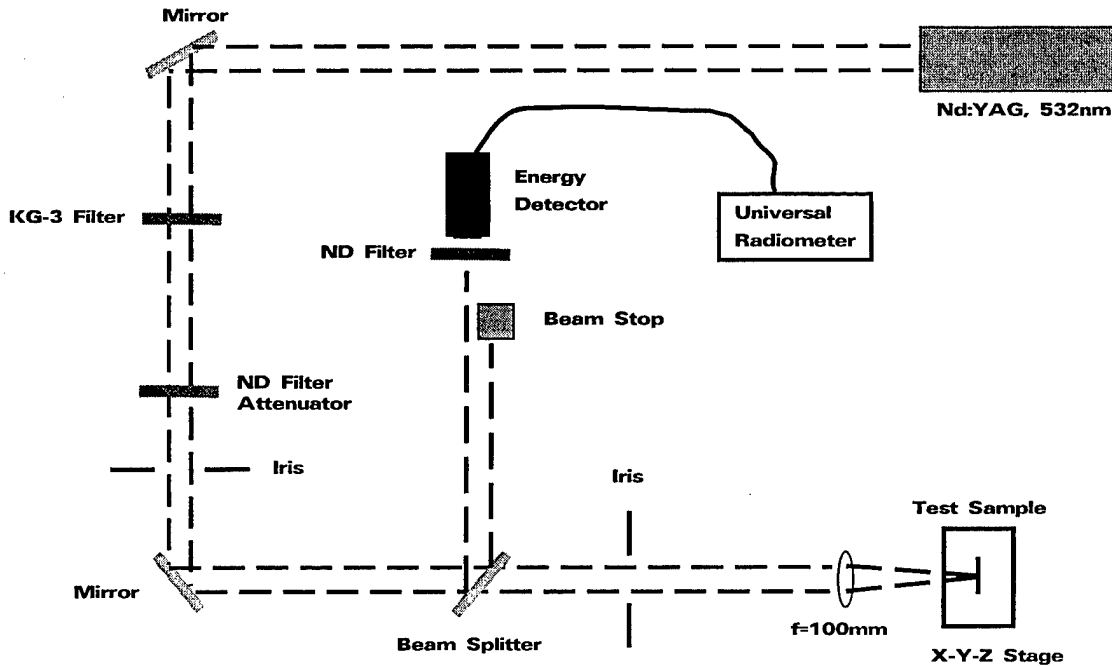 Mirror
Nd:YAG, 532nm
Energy
Detector
KG-3 Filter
Universal
Radiometer
ND Filter
Beam Stop
ND Filter
Attenuator
Iris
Iris
Test Sample
Mirror
f=100mm
Beam Splitter
X-Y-Z Stage